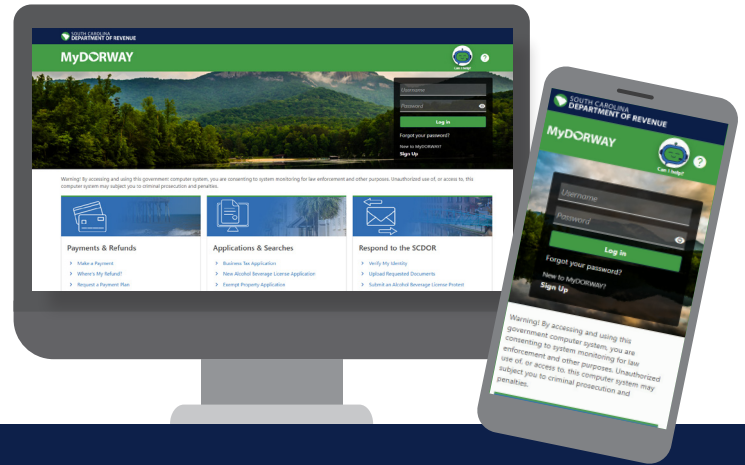 SOUTH CAROLINA
DEPARTMENT OF REVENUE
MyDORWAY
Can I help?
?
Username
Password
Log in
Forgot your password?
New to MyDORWAY?
Sign Up
Warning! By accessing and using this government computer system, you are consenting to system monitoring for law enforcement and other purposes. Unauthorized use of, or access to, this
computer system may subject you to criminal prosecution and penalties.
Payments & Refunds
> Make a Payment
> Where's My Refund?
> Request a Payment Plan
Applications & Searches
> Business Tax Application
> New Alcohol Beverage License Application
> Exempt Property Application
Respond to the SCDOR
> Verify My Identity
> Upload Requested Documents
> Submit an Alcohol Beverage License Protest
SOUTH CAROLINA
DEPARTMENT OF REVENUE
MyDORWAY
Can I help?
?
Username
Password
Log in
Forgot your password?
New to MyDORWAY?
Sign Up
Warning! By accessing and using this
government computer system, you are
consenting to system monitoring for law
enforcement and other purposes. Unauthorized
use of, or access to, this computer system may
subject you to criminal prosecution and
penalties.